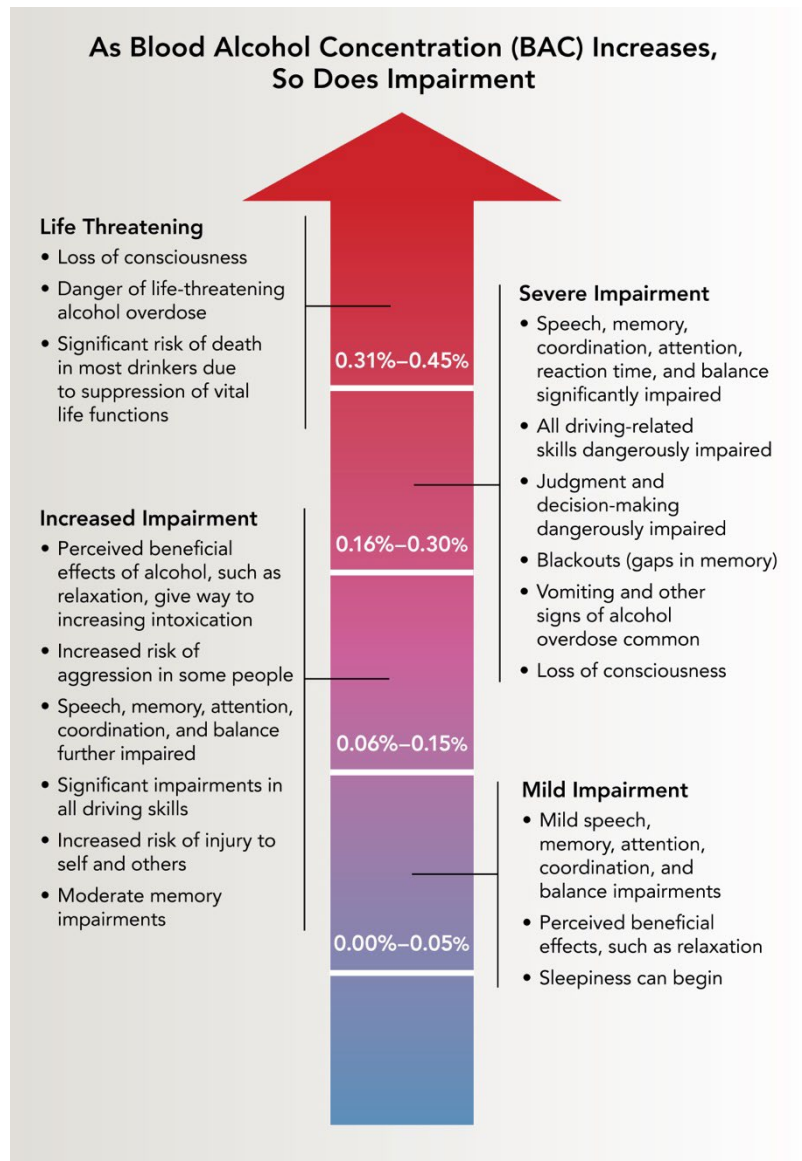 As Blood Alcohol Concentration (BAC) Increases,
So Does Impairment
Life Threatening
• Loss of consciousness
• Danger of life-threatening
alcohol overdose
• Significant risk of death
in most drinkers due
to suppression of vital
life functions
0.31%–0.45%
Severe Impairment
• Speech, memory,
coordination, attention,
reaction time, and balance
significantly impaired
• All driving-related
skills dangerously impaired
• Judgment and
decision-making
dangerously impaired
• Blackouts (gaps in memory)
• Vomiting and other
signs of alcohol
overdose common
• Loss of consciousness
0.16%–0.30%
Increased Impairment
• Perceived beneficial
effects of alcohol, such as
relaxation, give way to
increasing intoxication
• Increased risk of
aggression in some people
• Speech, memory, attention,
coordination, and balance
further impaired
• Significant impairments in
all driving skills
• Increased risk of injury to
self and others
• Moderate memory
impairments
0.06%–0.15%
Mild Impairment
• Mild speech,
memory, attention,
coordination, and
balance impairments
• Perceived beneficial
effects, such as relaxation
• Sleepiness can begin
0.00%–0.05%